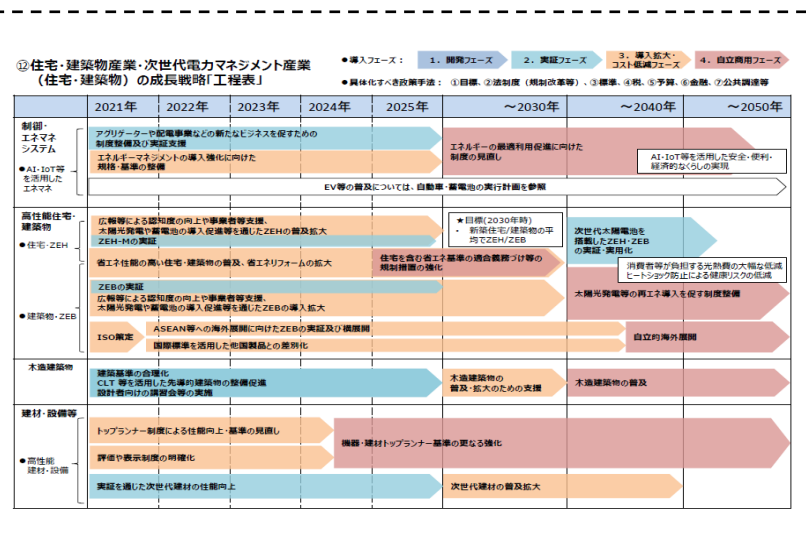 ⑫住宅・建築物産業・次世代電力マネジメント産業
（住宅・建築物）の成長戦略「工程表」
●導入フェーズ：
１．開発フェーズ
２．実証フェーズ
３．導入拡大・
コスト低減フェーズ
４．自立商用フェーズ
●具体化すべき政策手法：①目標、②法制度（規制改革等）、③標準、④税、⑤予算、⑥金融、⑦公共調達等
2021年
2022年
2023年
2024年
2025年
～2030年
～2040年
～2050年
制御・
エネマネ
システム
●AI・IoT等
を活用した
エネマネ
アグリゲーターや配電事業などの新たなビジネスを促すための
制度整備及び実証支援
エネルギーマネジメントの導入強化に向けた
規格・基準の整備
エネルギーの最適利用促進に向けた
制度の見直し
AI・IoT等を活用した安全・便利・
経済的なくらしの実現
EV等の普及については、自動車・蓄電池の実行計画を参照
高性能住宅・
建築物
●住宅・ZEH
●建築物・ZEB
広報等による認知度の向上や事業者等支援、
太陽光発電や蓄電池の導入促進等を通じたZEHの普及拡大
ZEH-Mの実証
★目標(2030年時)
・ 新築住宅/建築物の平
均でZEH/ZEB
次世代太陽電池を
搭載したZEH・ZEB
の実証・実用化
省エネ性能の高い住宅・建築物の普及、省エネリフォームの拡大
住宅を含む省エネ基準の適合義務づけ等の
規制措置の強化
消費者等が負担する光熱費の大幅な低減
ヒートショック防止による健康リスクの低減
ZEBの実証
広報等による認知度の向上や事業者等支援、
太陽光発電や蓄電池の導入促進等を通じたZEBの導入拡大
太陽光発電等の再エネ導入を促す制度整備
ISO策定
ASEAN等への海外展開に向けたZEBの実証及び横展開
国際標準を活用した他国製品との差別化
自立的海外展開
木造建築物
建築基準の合理化
CLT 等を活用した先導的建築物の整備促進
設計者向けの講習会等の実施
木造建築物の
普及・拡大のための支援
木造建築物の普及
建材・設備等
●高性能
建材・設備
トップランナー制度による性能向上・基準の見直し
評価や表示制度の明確化
機器・建材トップランナー基準の更なる強化
実証を通じた次世代建材の性能向上
次世代建材の普及拡大